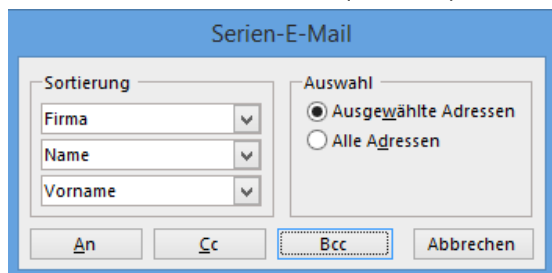 Serien-E-Mail
Sortierung
Firma
Name
Vorname
Auswahl
Ausgewählte Adressen
Alle Adressen
An
Cc
Bcc
Abbrechen